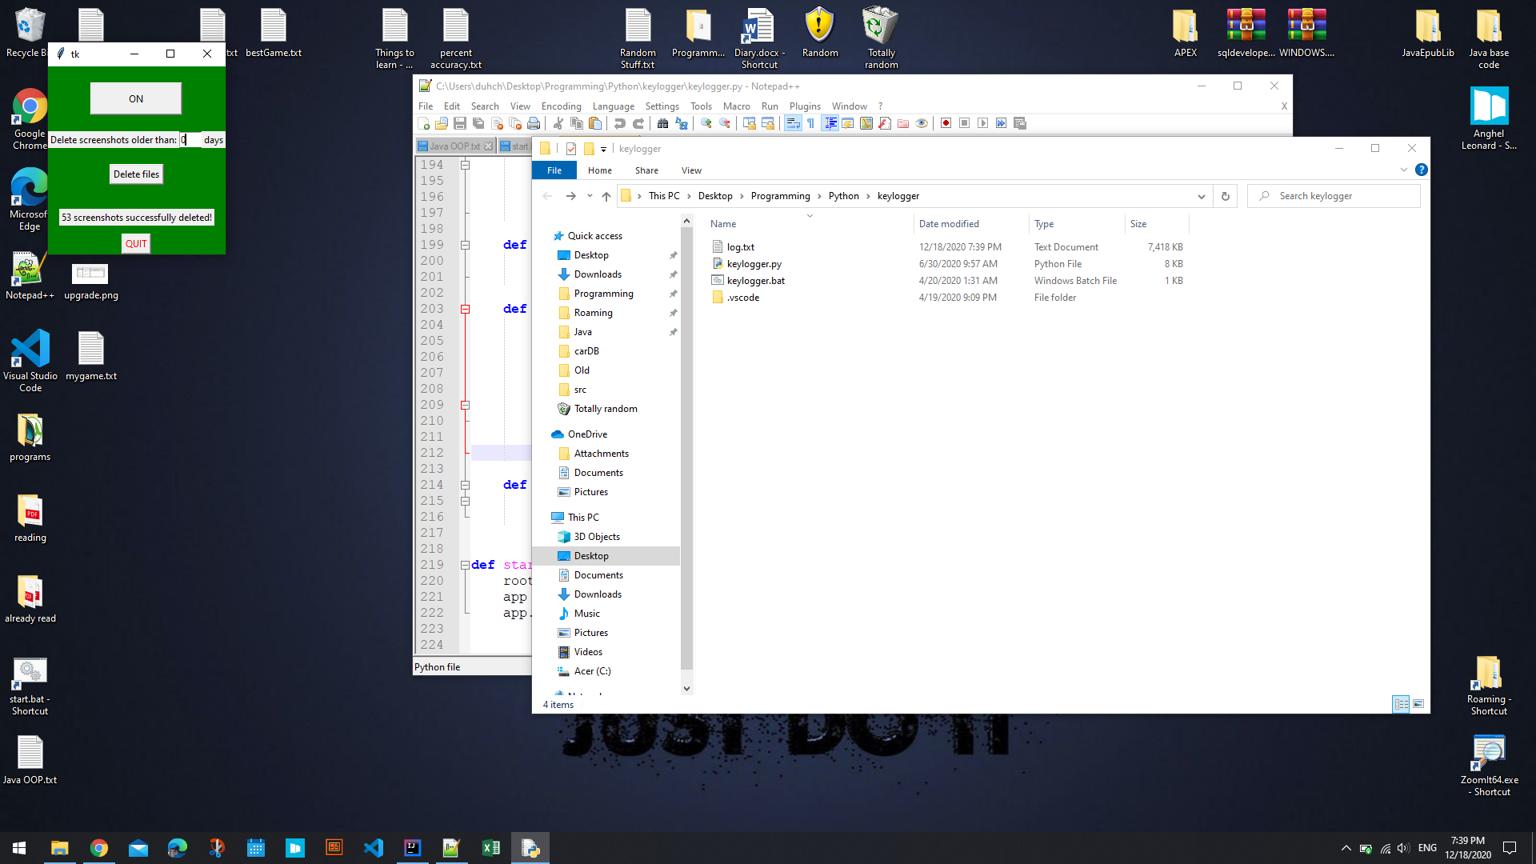 Recycle B
txt
bestGame.txt
Things to
learn - ...
percent
accuracy.txt
Random
Stuff.txt
Programm...
Diary.docx -
Shortcut
Random
Totally
random
APEX
sqldevelope...
WINDOWS....
JavaEpubLib
Java base
code
tk
ON
Delete screenshots older than: 0 days
Delete files
53 screenshots successfully deleted!
QUIT
Google
Chrome
Microsof
Edge
Notepad++
upgrade.png
Visual Studio
Code
mygame.txt
programs
reading
already read
start.bat -
Shortcut
Java OOP.txt
Anghel
Leonard - S...
Roaming -
Shortcut
ZoomIt64.exe
- Shortcut
C:\Users\duhch\Desktop\Programming\Python\keylogger\keylogger.py - Notepad++
File Edit Search View Encoding Language Settings Tools Macro Run Plugins Window ? X
Java OOP.txt start.
194
195
196
197
199 def
201
202
203 def
204
205
206
207
208
209
210
211
212
213
214 def
215
216
217
218
219 def star
220 root
221 app
222 app.
223
224
Python file
keylogger
File Home Share View
This PC Desktop Programming Python keylogger
Search keylogger
Name Date modified Type Size
log.txt 12/18/2020 7:39 PM Text Document 7,418 KB
keylogger.py 6/30/2020 9:57 AM Python File 8 KB
keylogger.bat 4/20/2020 1:31 AM Windows Batch File 1 KB
.vscode 4/19/2020 9:09 PM File folder
Quick access
Desktop
Downloads
Programming
Roaming
Java
carDB
Old
src
Totally random
OneDrive
Attachments
Documents
Pictures
This PC
3D Objects
Desktop
Documents
Downloads
Music
Pictures
Videos
Acer (C:)
4 items
JUST DO IT
ENG
7:39 PM
12/18/2020